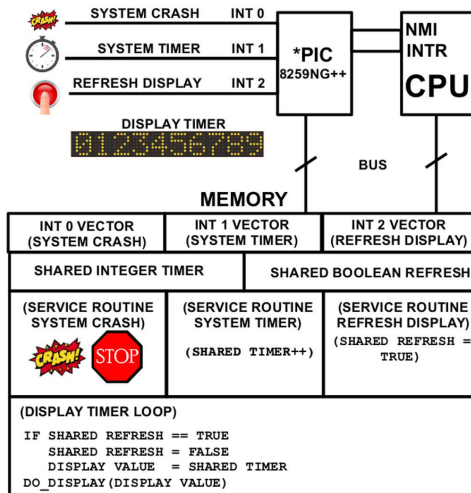 SYSTEM CRASH INT 0
SYSTEM TIMER INT 1
REFRESH DISPLAY INT 2
*PIC
8259NG++
NMI
INTR
CPU
DISPLAY TIMER
0123456789
BUS
MEMORY
INT 0 VECTOR
(SYSTEM CRASH)
INT 1 VECTOR
(SYSTEM TIMER)
INT 2 VECTOR
(REFRESH DISPLAY)
SHARED INTEGER TIMER
SHARED BOOLEAN REFRESH
(SERVICE ROUTINE
SYSTEM CRASH)
CRASH!
STOP
(SERVICE ROUTINE
SYSTEM TIMER)
(SHARED TIMER++)
(SERVICE ROUTINE
REFRESH DISPLAY)
(SHARED REFRESH =
TRUE)
(DISPLAY TIMER LOOP)
IF SHARED REFRESH == TRUE
SHARED REFRESH = FALSE
DISPLAY VALUE = SHARED TIMER
DO_DISPLAY(DISPLAY VALUE)